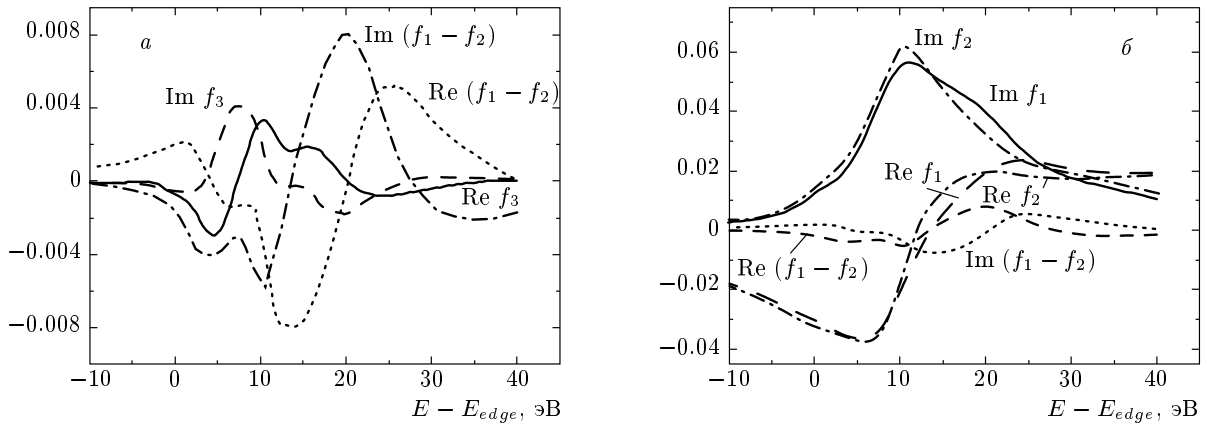 0.008
0.004
0
−0.004
−0.008
а
Im (f₁ − f₂)
Re (f₁ − f₂)
Im f₃
Re f₃
−10 0 10 20 30 40
E − E_edge, эВ
0.06
0.04
0.02
0
−0.02
−0.04
б
Im f₂
Im f₁
Re f₁
Re f₂
Re (f₁ − f₂)
Im (f₁ − f₂)
−10 0 10 20 30 40
E − E_edge, эВ